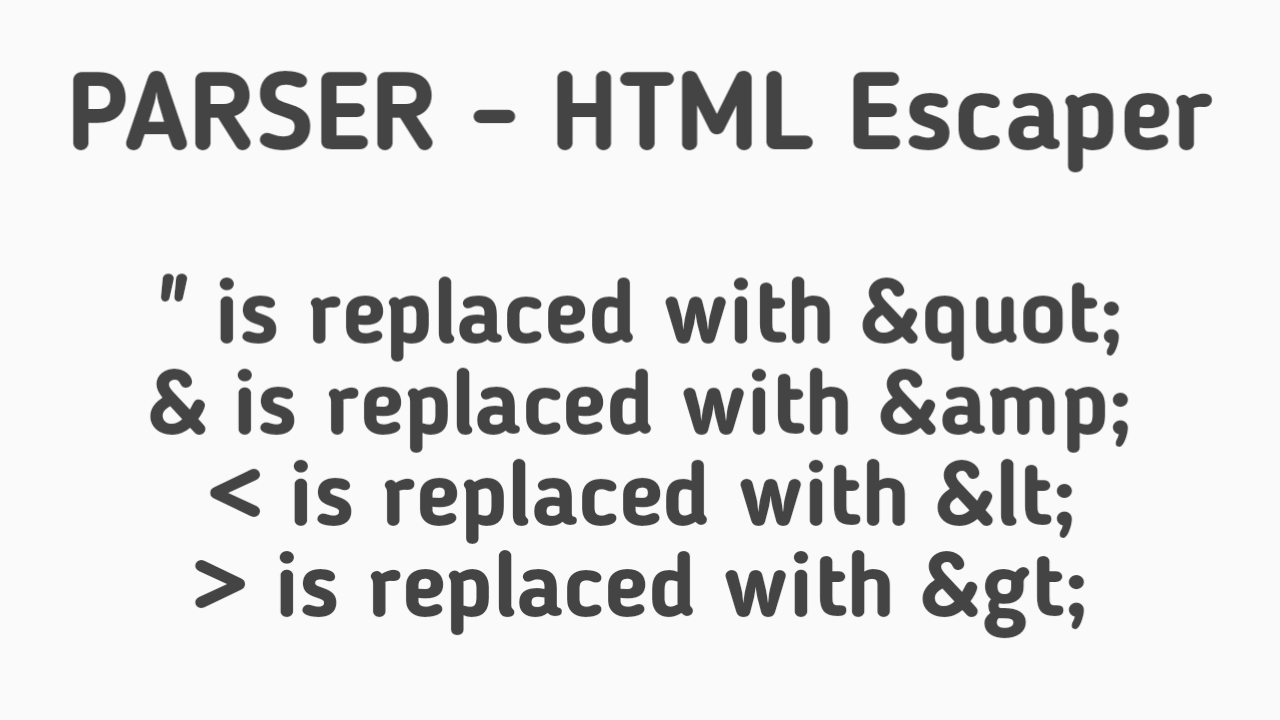 PARSER - HTML Escaper
" is replaced with &quot;
& is replaced with &amp;
< is replaced with &lt;
> is replaced with &gt;